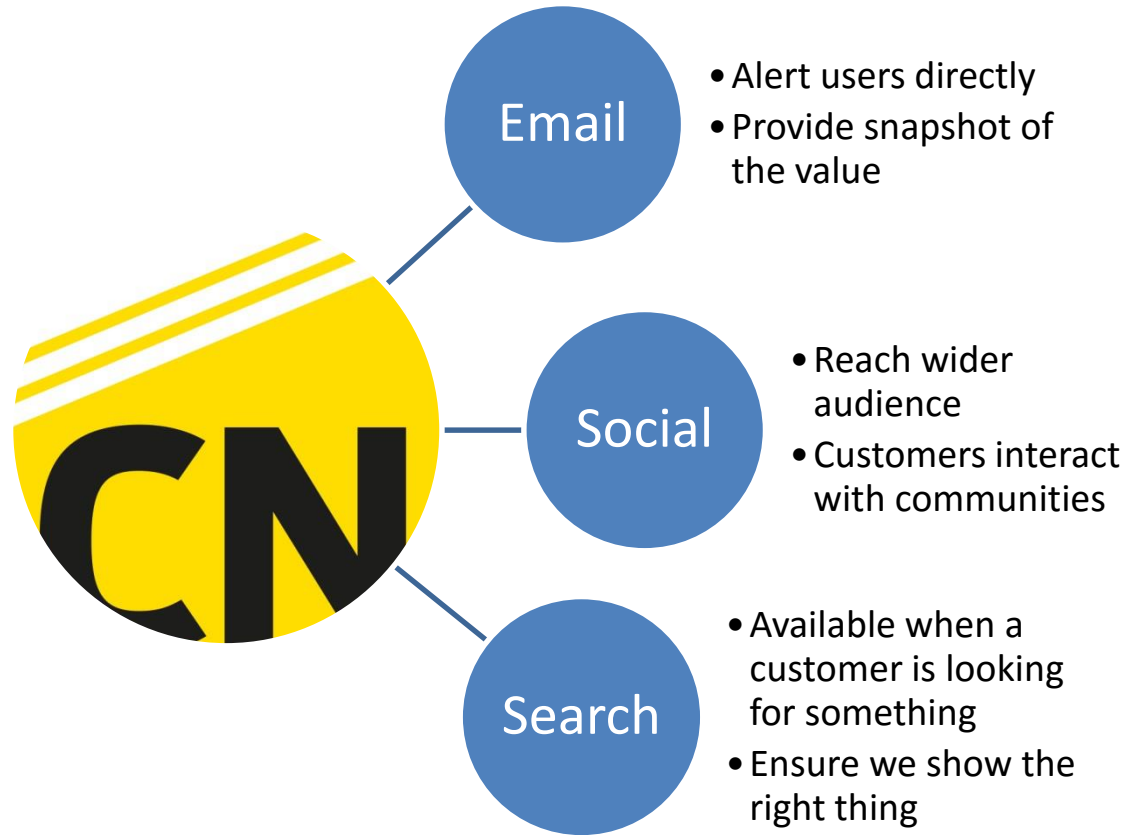 Email
• Alert users directly
• Provide snapshot of
the value
CN
Social
• Reach wider
audience
• Customers interact
with communities
Search
• Available when a
customer is looking
for something
• Ensure we show the
right thing